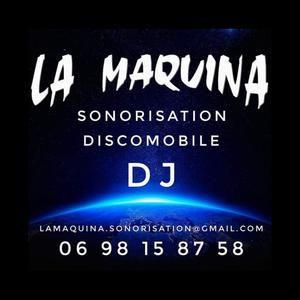 LA MAQUINA
SONORISATION
DISCOMOBILE
DJ
LAMAQUINA.SONORISATION@GMAIL.COM
06 98 15 87 58